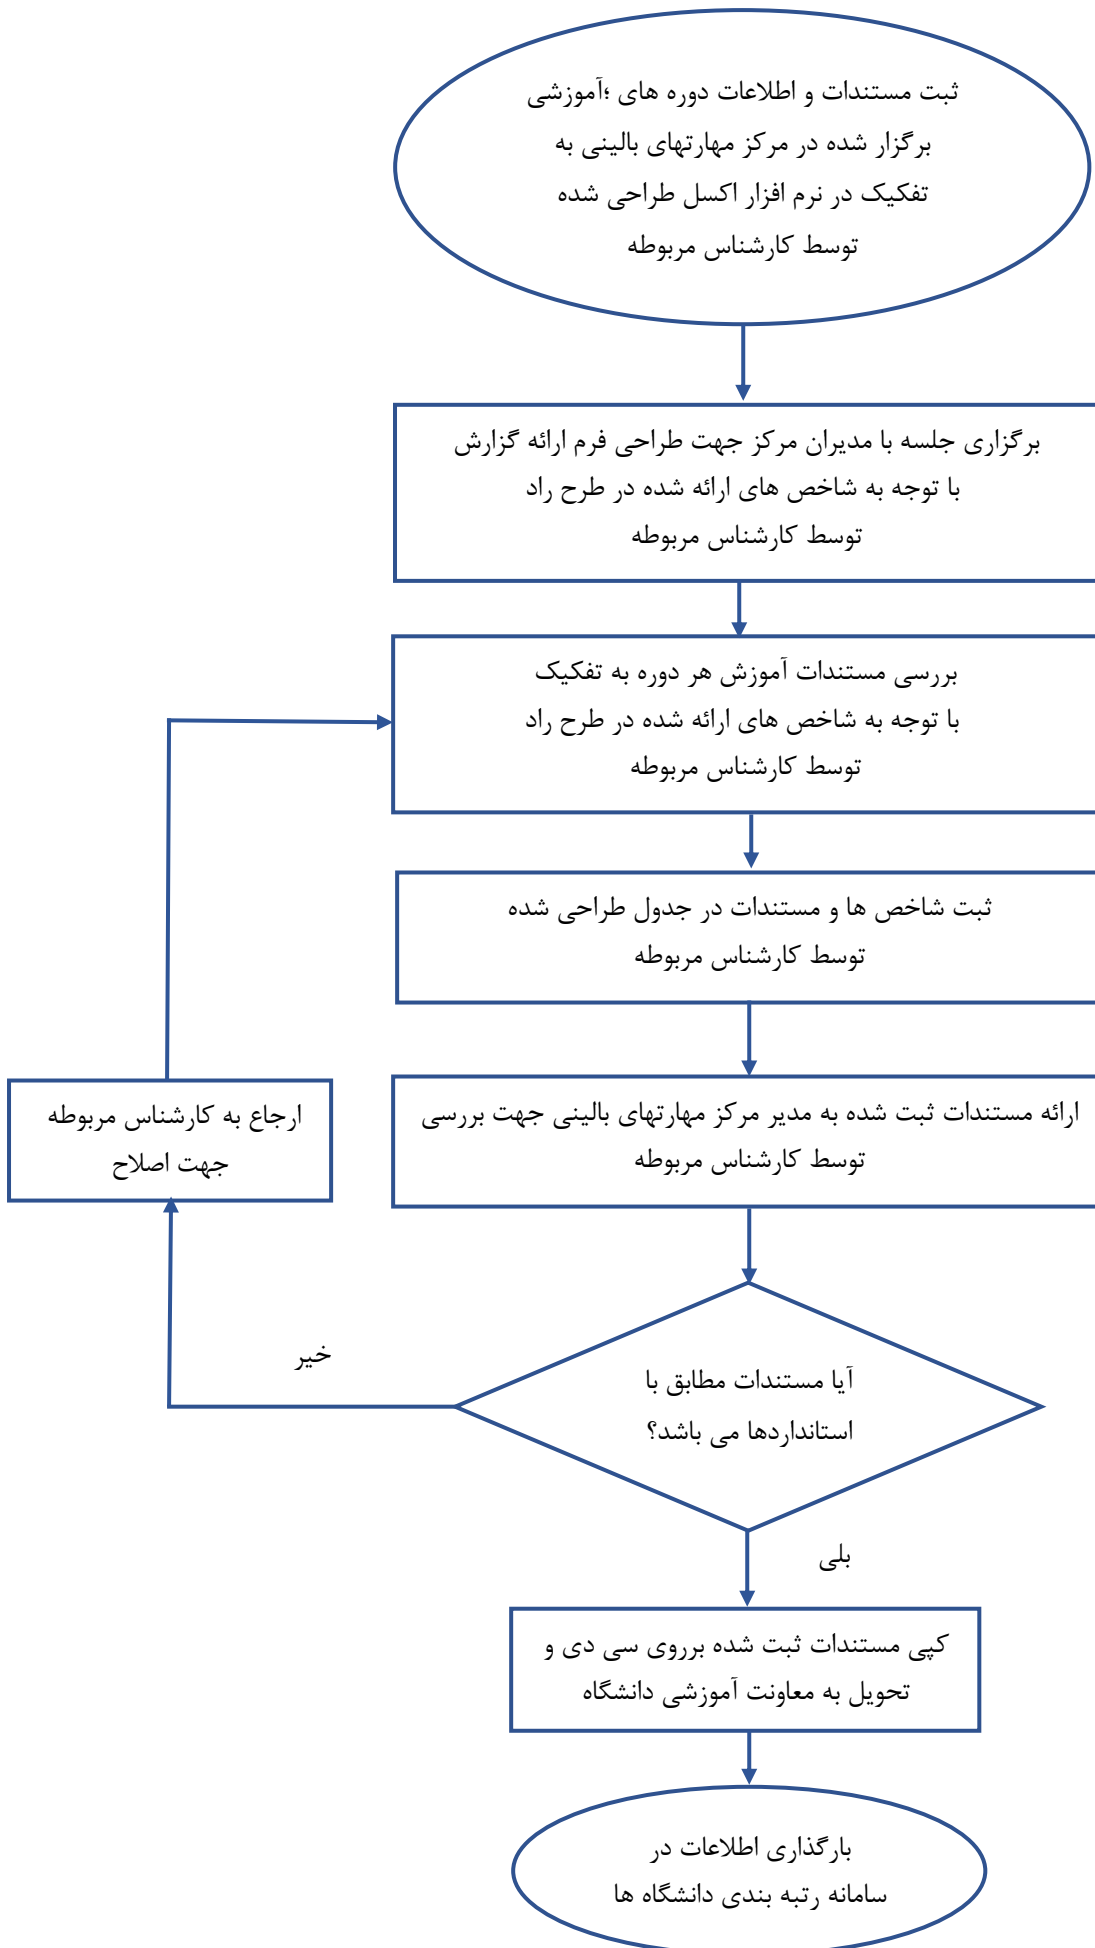 ثبت مستندات و اطلاعات دوره های ؛آموزشی
برگزار شده در مرکز مهارتهای بالینی به
تفکیک در نرم افزار اکسل طراحی شده
توسط کارشناس مربوطه
برگزاری جلسه با مدیران مرکز جهت طراحی فرم ارائه گزارش
با توجه به شاخص های ارائه شده در طرح راد
توسط کارشناس مربوطه
بررسی مستندات آموزش هر دوره به تفکیک
با توجه به شاخص های ارائه شده در طرح راد
توسط کارشناس مربوطه
ثبت شاخص ها و مستندات در جدول طراحی شده
توسط کارشناس مربوطه
ارائه مستندات ثبت شده به مدیر مرکز مهارتهای بالینی جهت بررسی
توسط کارشناس مربوطه
ارجاع به کارشناس مربوطه
جهت اصلاح
آیا مستندات مطابق با
استانداردها می باشد؟
خیر
بلی
کپی مستندات ثبت شده برروی سی دی و
تحویل به معاونت آموزشی دانشگاه
بارگذاری اطلاعات در
سامانه رتبه بندی دانشگاه ها